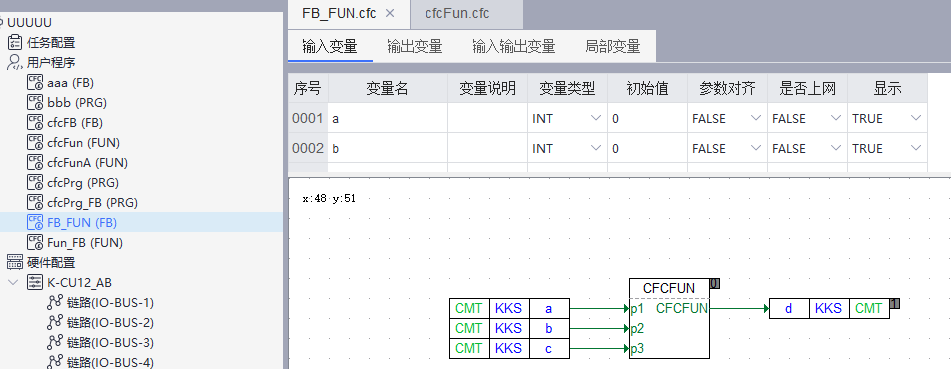 UUUUU
任务配置
用户程序
aaa (FB)
bbb (PRG)
cfcFB (FB)
cfcFun (FUN)
cfcFunA (FUN)
cfcPrg (PRG)
cfcPrg_FB (PRG)
FB_FUN (FB)
Fun_FB (FUN)
硬件配置
K-CU12_AB
链路(IO-BUS-1)
链路(IO-BUS-2)
链路(IO-BUS-3)
链路(IO-BUS-4)
FB_FUN.cfc × cfcFun.cfc
输入变量 输出变量 输入输出变量 局部变量
序号 变量名 变量说明 变量类型 初始值 参数对齐 是否上网 显示
0001 a INT 0 FALSE FALSE TRUE
0002 b INT 0 FALSE FALSE TRUE
x:48 y:51
CFCFUN 0
CMT KKS a p1 CFCFUN d KKS CMT 1
CMT KKS b p2
CMT KKS c p3